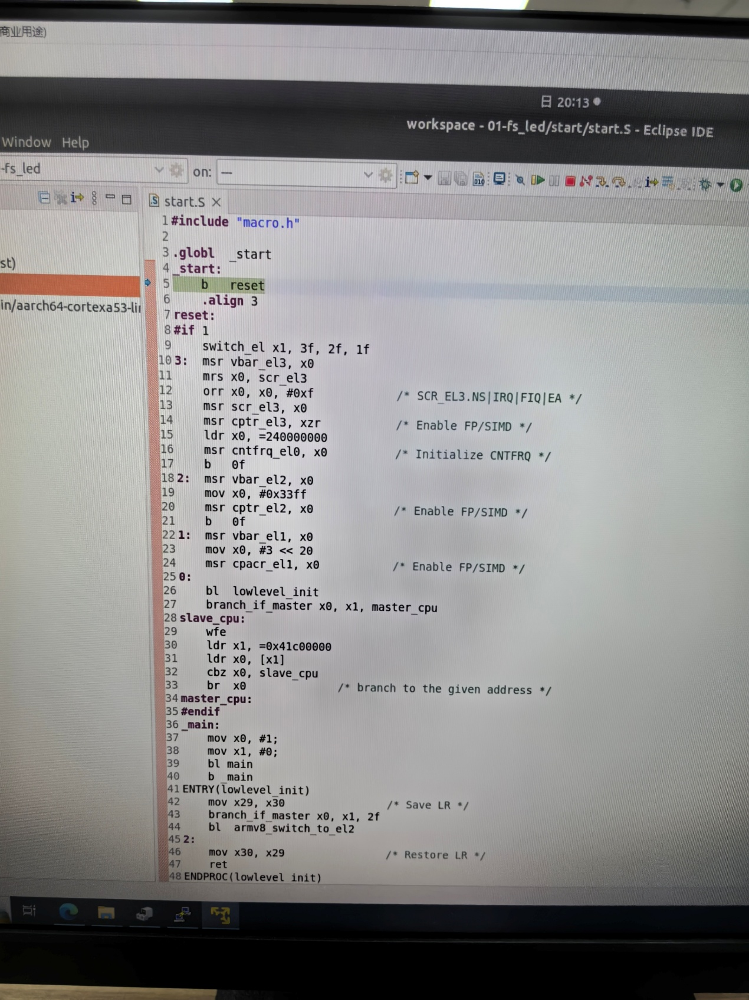 商业用途)
日 20:13
workspace - 01-fs_led/start/start.S - Eclipse IDE
Window Help
-fs_led
on: ---
start.S
st)
in/aarch64-cortexa53-li
1 #include "macro.h"
2
3 .globl _start
4 _start:
5 b reset
6 .align 3
7 reset:
8 #if 1
9 switch_el x1, 3f, 2f, 1f
10 3: msr vbar_el3, x0
11 mrs x0, scr_el3
12 orr x0, x0, #0xf /* SCR_EL3.NS|IRQ|FIQ|EA */
13 msr scr_el3, x0
14 msr cptr_el3, xzr /* Enable FP/SIMD */
15 ldr x0, =240000000
16 msr cntfrq_el0, x0 /* Initialize CNTFRQ */
17 b 0f
18 2: msr vbar_el2, x0
19 mov x0, #0x33ff
20 msr cptr_el2, x0 /* Enable FP/SIMD */
21 b 0f
22 1: msr vbar_el1, x0
23 mov x0, #3 << 20
24 msr cpacr_el1, x0 /* Enable FP/SIMD */
25 0:
26 bl lowlevel_init
27 branch_if_master x0, x1, master_cpu
28 slave_cpu:
29 wfe
30 ldr x1, =0x41c00000
31 ldr x0, [x1]
32 cbz x0, slave_cpu
33 br x0 /* branch to the given address */
34 master_cpu:
35 #endif
36 _main:
37 mov x0, #1;
38 mov x1, #0;
39 bl main
40 b _main
41 ENTRY(lowlevel_init)
42 mov x29, x30 /* Save LR */
43 branch_if_master x0, x1, 2f
44 bl armv8_switch_to_el2
45 2:
46 mov x30, x29 /* Restore LR */
47 ret
48 ENDPROC(lowlevel_init)